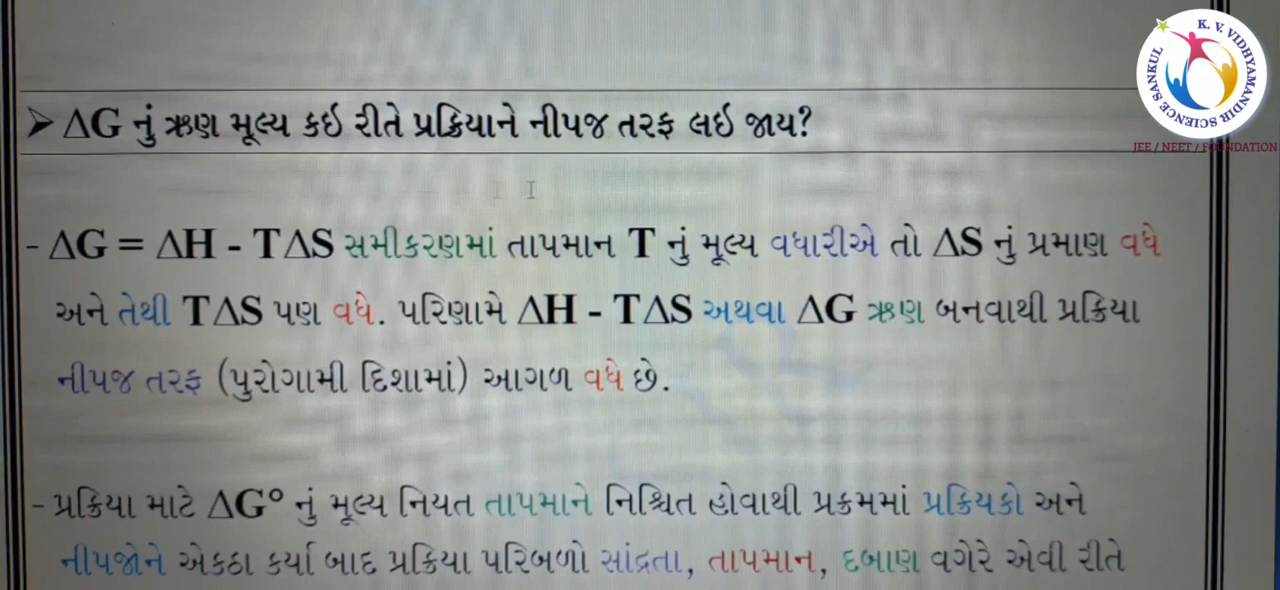 K. V. VIDHYAMANDIR SCIENCE SANKUL
JEE / NEET / FOUNDATION
➤ ΔG નું ઋણ મૂલ્ય કઇ રીતે પ્રક્રિયાને નીપજ તરફ લઇ જાય?
- ΔG = ΔH - TΔS સમીકરણમાં તાપમાન T નું મૂલ્ય વધારીએ તો ΔS નું પ્રમાણ વધે
અને તેથી TΔS પણ વધે. પરિણામે ΔH - TΔS અથવા ΔG ઋણ બનવાથી પ્રક્રિયા
નીપજ તરફ (પુરોગામી દિશામાં) આગળ વધે છે.
- પ્રક્રિયા માટે ΔG° નું મૂલ્ય નિયત તાપમાને નિશ્ચિત હોવાથી પ્રક્રમમાં પ્રક્રિયકો અને
નીપજોને એકઠા કર્યા બાદ પ્રક્રિયા પરિબળો સાંદ્રતા, તાપમાન, દબાણ વગેરે એવી રીતે